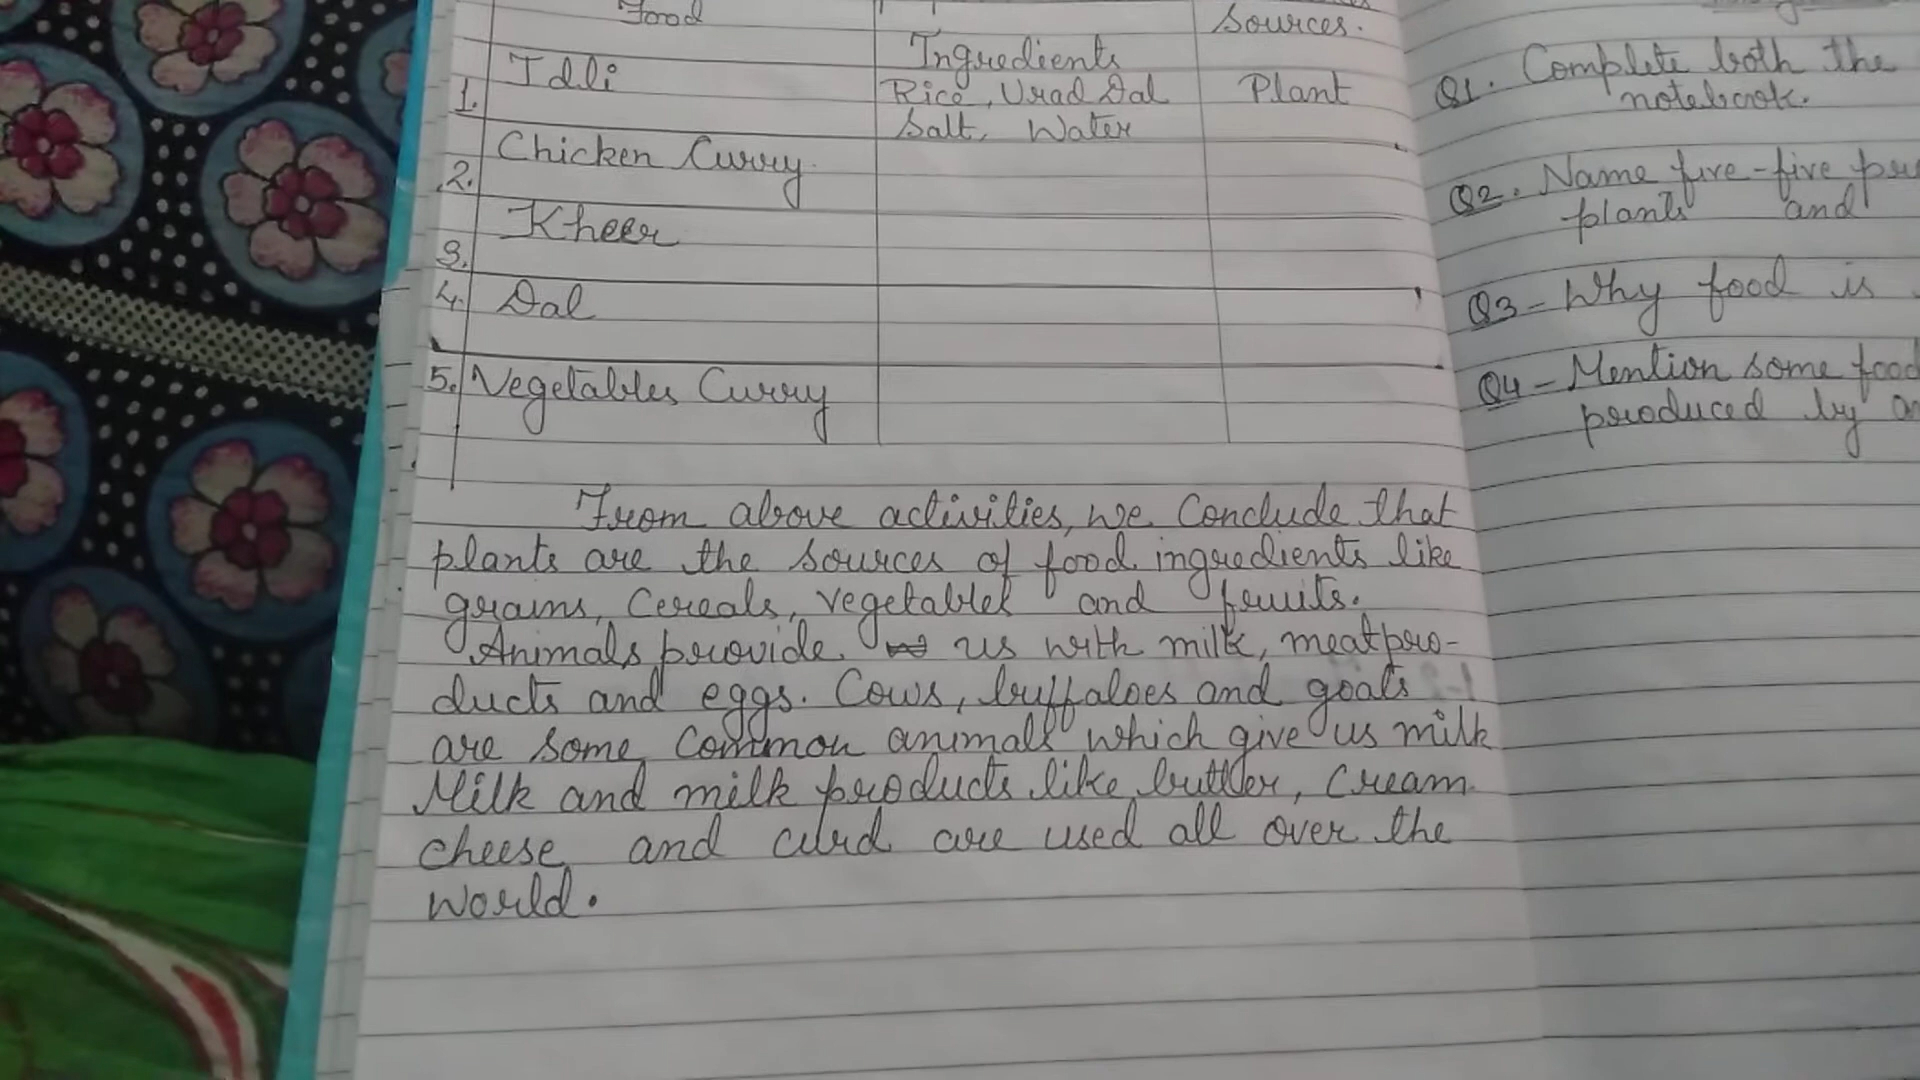 Food
Sources.
Ingredients
1. Idli
Rice, Urad Dal
Plant
Salt, Water
2. Chicken Curry
3. Kheer
4. Dal
5. Vegetables Curry
From above activities, we Conclude that
plants are the sources of food ingredients like
grains, Cereals, vegetables and fruits.
Animals provide us with milk, meat pro-
ducts and eggs. Cows, buffaloes and goats
are some common animals which give us milk
Milk and milk products like butter, cream
cheese and curd are used all over the
world.
Q1. Complete both the
notebook.
Q2. Name five-five
plants and
Q3- Why food is
Q4- Mention some food
produced by